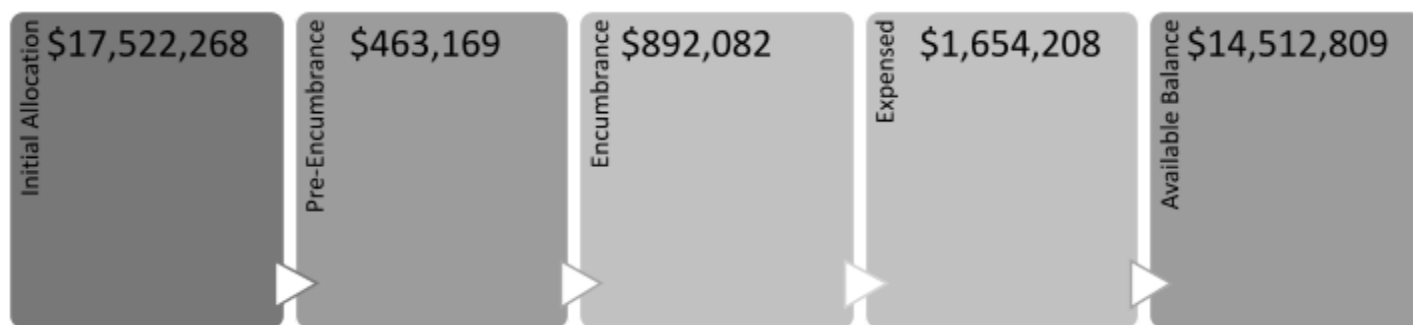 Initial Allocation
$17,522,268
Pre-Encumbrance
$463,169
Encumbrance
$892,082
Expensed
$1,654,208
Available Balance
$14,512,809